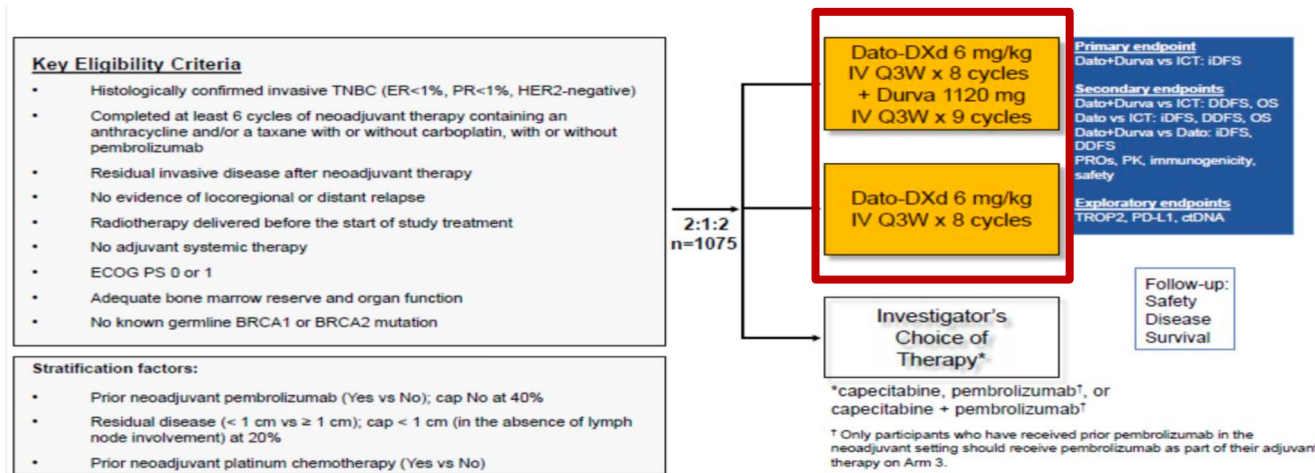 Key Eligibility Criteria
• Histologically confirmed invasive TNBC (ER<1%, PR<1%, HER2-negative)
• Completed at least 6 cycles of neoadjuvant therapy containing an
anthracycline and/or a taxane with or without carboplatin, with or without
pembrolizumab
• Residual invasive disease after neoadjuvant therapy
• No evidence of locoregional or distant relapse
• Radiotherapy delivered before the start of study treatment
• No adjuvant systemic therapy
• ECOG PS 0 or 1
• Adequate bone marrow reserve and organ function
• No known germline BRCA1 or BRCA2 mutation
Stratification factors:
• Prior neoadjuvant pembrolizumab (Yes vs No); cap No at 40%
• Residual disease (< 1 cm vs ≥ 1 cm); cap < 1 cm (in the absence of lymph
node involvement) at 20%
• Prior neoadjuvant platinum chemotherapy (Yes vs No)
2:1:2
n=1075
Dato-DXd 6 mg/kg
IV Q3W x 8 cycles
+ Durva 1120 mg
IV Q3W x 9 cycles
Dato-DXd 6 mg/kg
IV Q3W x 8 cycles
Investigator's
Choice of
Therapy*
*capecitabine, pembrolizumab†, or
capecitabine + pembrolizumab†
† Only participants who have received prior pembrolizumab in the
neoadjuvant setting should receive pembrolizumab as part of their adjuvant
therapy on Arm 3.
Primary endpoint
Dato+Durva vs ICT: iDFS
Secondary endpoints
Dato+Durva vs ICT: DDFS, OS
Dato vs ICT: iDFS, DDFS, OS
Dato+Durva vs Dato: iDFS,
DDFS
PROs, PK, immunogenicity,
safety
Exploratory endpoints
TROP2, PD-L1, ctDNA
Follow-up:
Safety
Disease
Survival